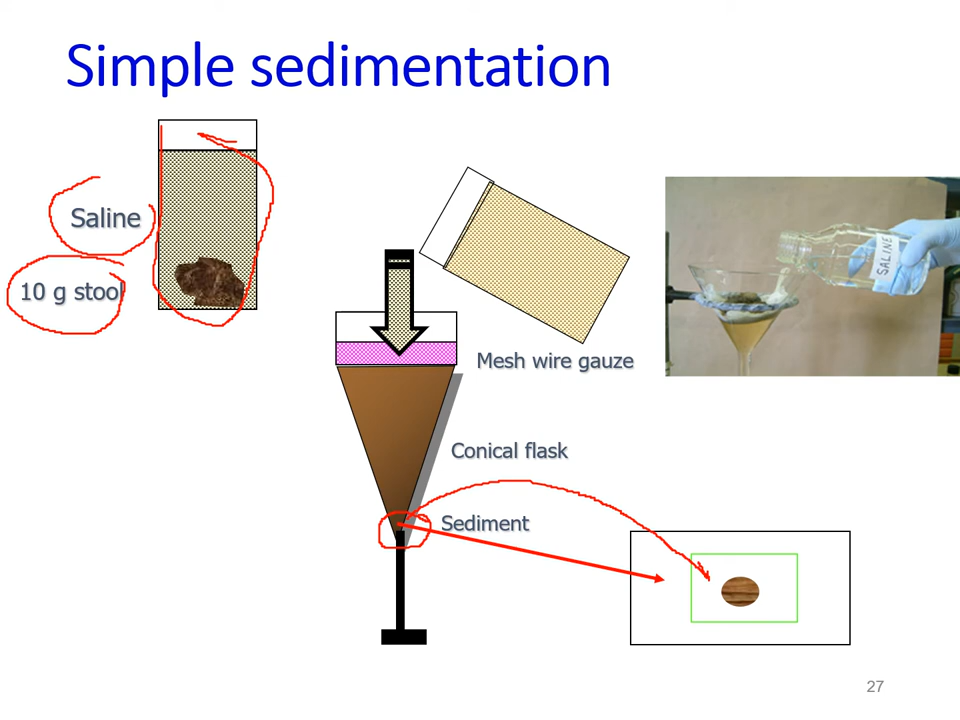 Simple sedimentation
Saline
10 g stool
SALINE
Mesh wire gauze
Conical flask
Sediment
27